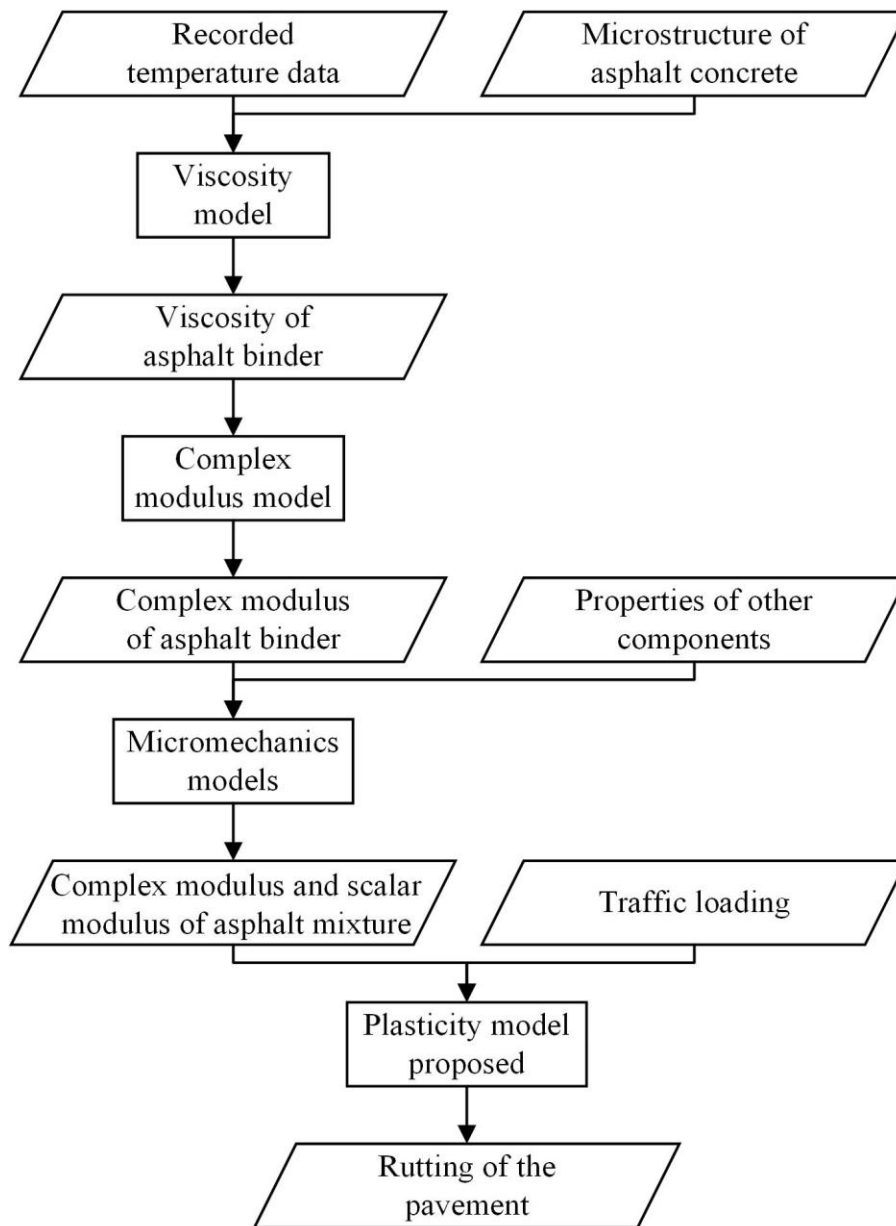 Recorded
temperature data
Microstructure of
asphalt concrete
Viscosity
model
Viscosity of
asphalt binder
Complex
modulus model
Complex modulus
of asphalt binder
Properties of other
components
Micromechanics
models
Complex modulus and scalar
modulus of asphalt mixture
Traffic loading
Plasticity model
proposed
Rutting of the
pavement